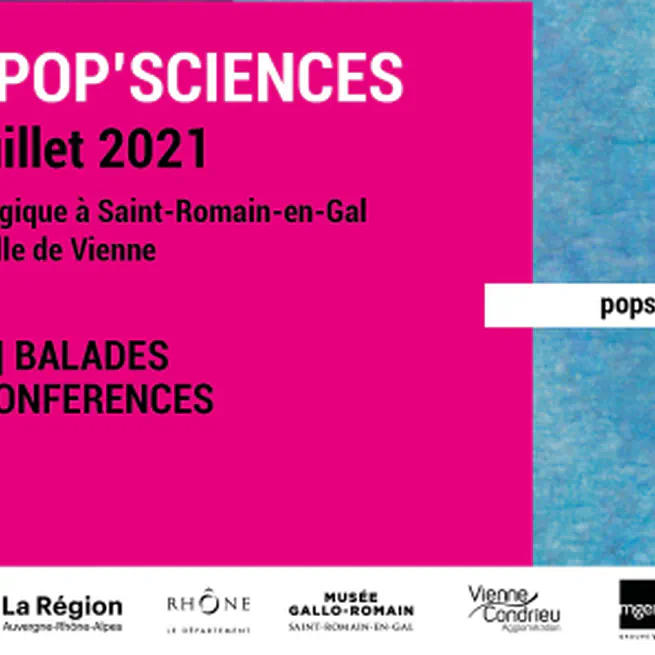 POP'SCIENCES
illet 2021
gique à Saint-Romain-en-Gal
lle de Vienne
| BALADES
ONFERENCES
pops
La Région
Auvergne-Rhône-Alpes
RHÔNE
LE DÉPARTEMENT
MUSÉE
GALLO•ROMAIN
SAINT-ROMAIN-EN-GAL
Vienne
Condrieu
Agglomération
mgen